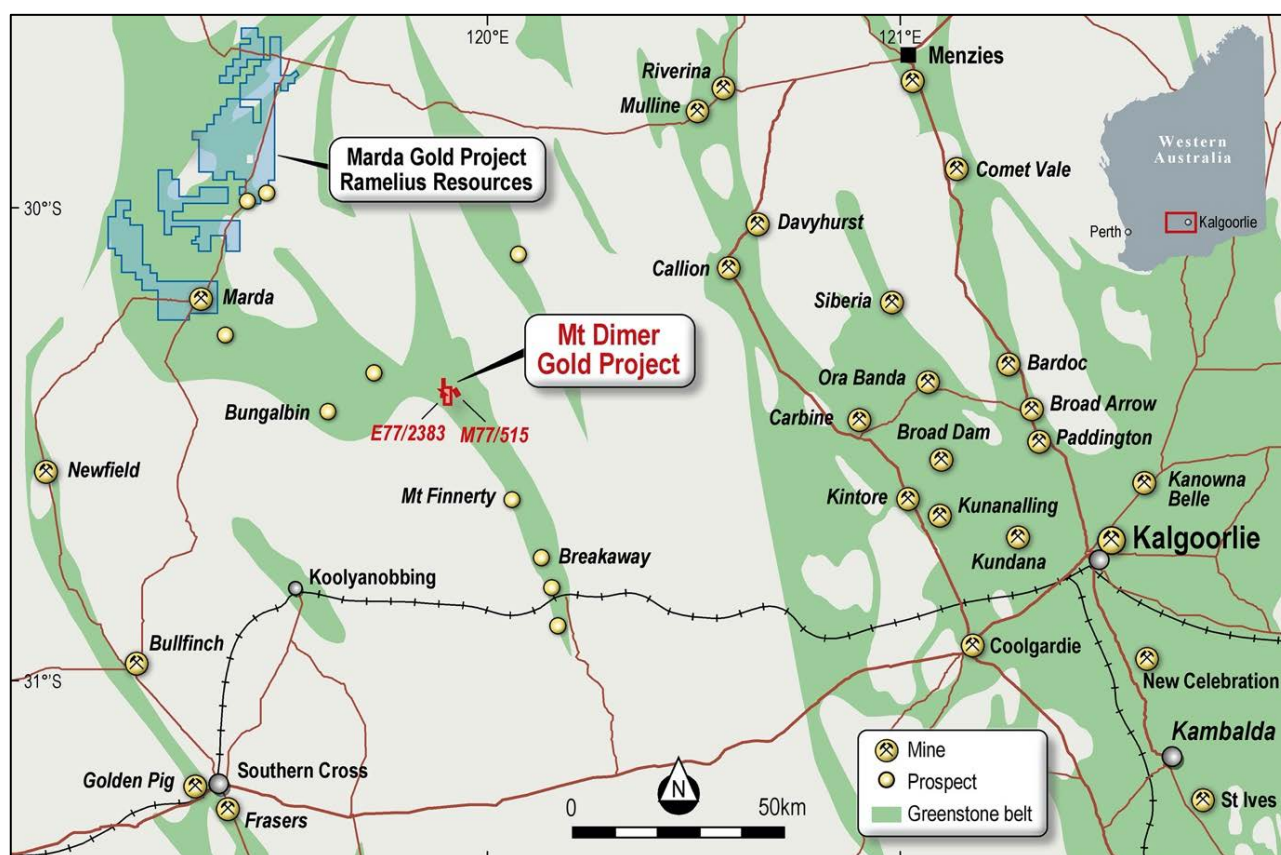 120°E
121°E
Menzies
Riverina
Mulline
Western
Australia
Marda Gold Project
Ramelius Resources
Comet Vale
30°S
Perth
Kalgoorlie
Davyhurst
Callion
Marda
Siberia
Mt Dimer
Gold Project
Bardoc
Ora Banda
Bungalbin
Broad Arrow
Carbine
E77/2383
M77/515
Broad Dam
Paddington
Newfield
Kanowna
Belle
Mt Finnerty
Kintore
Kunanalling
Kalgoorlie
Breakaway
Kundana
Koolyanobbing
Bullfinch
Coolgardie
31°S
New Celebration
Kambalda
Mine
Southern Cross
Golden Pig
Prospect
N
0
50km
St Ives
Frasers
Greenstone belt